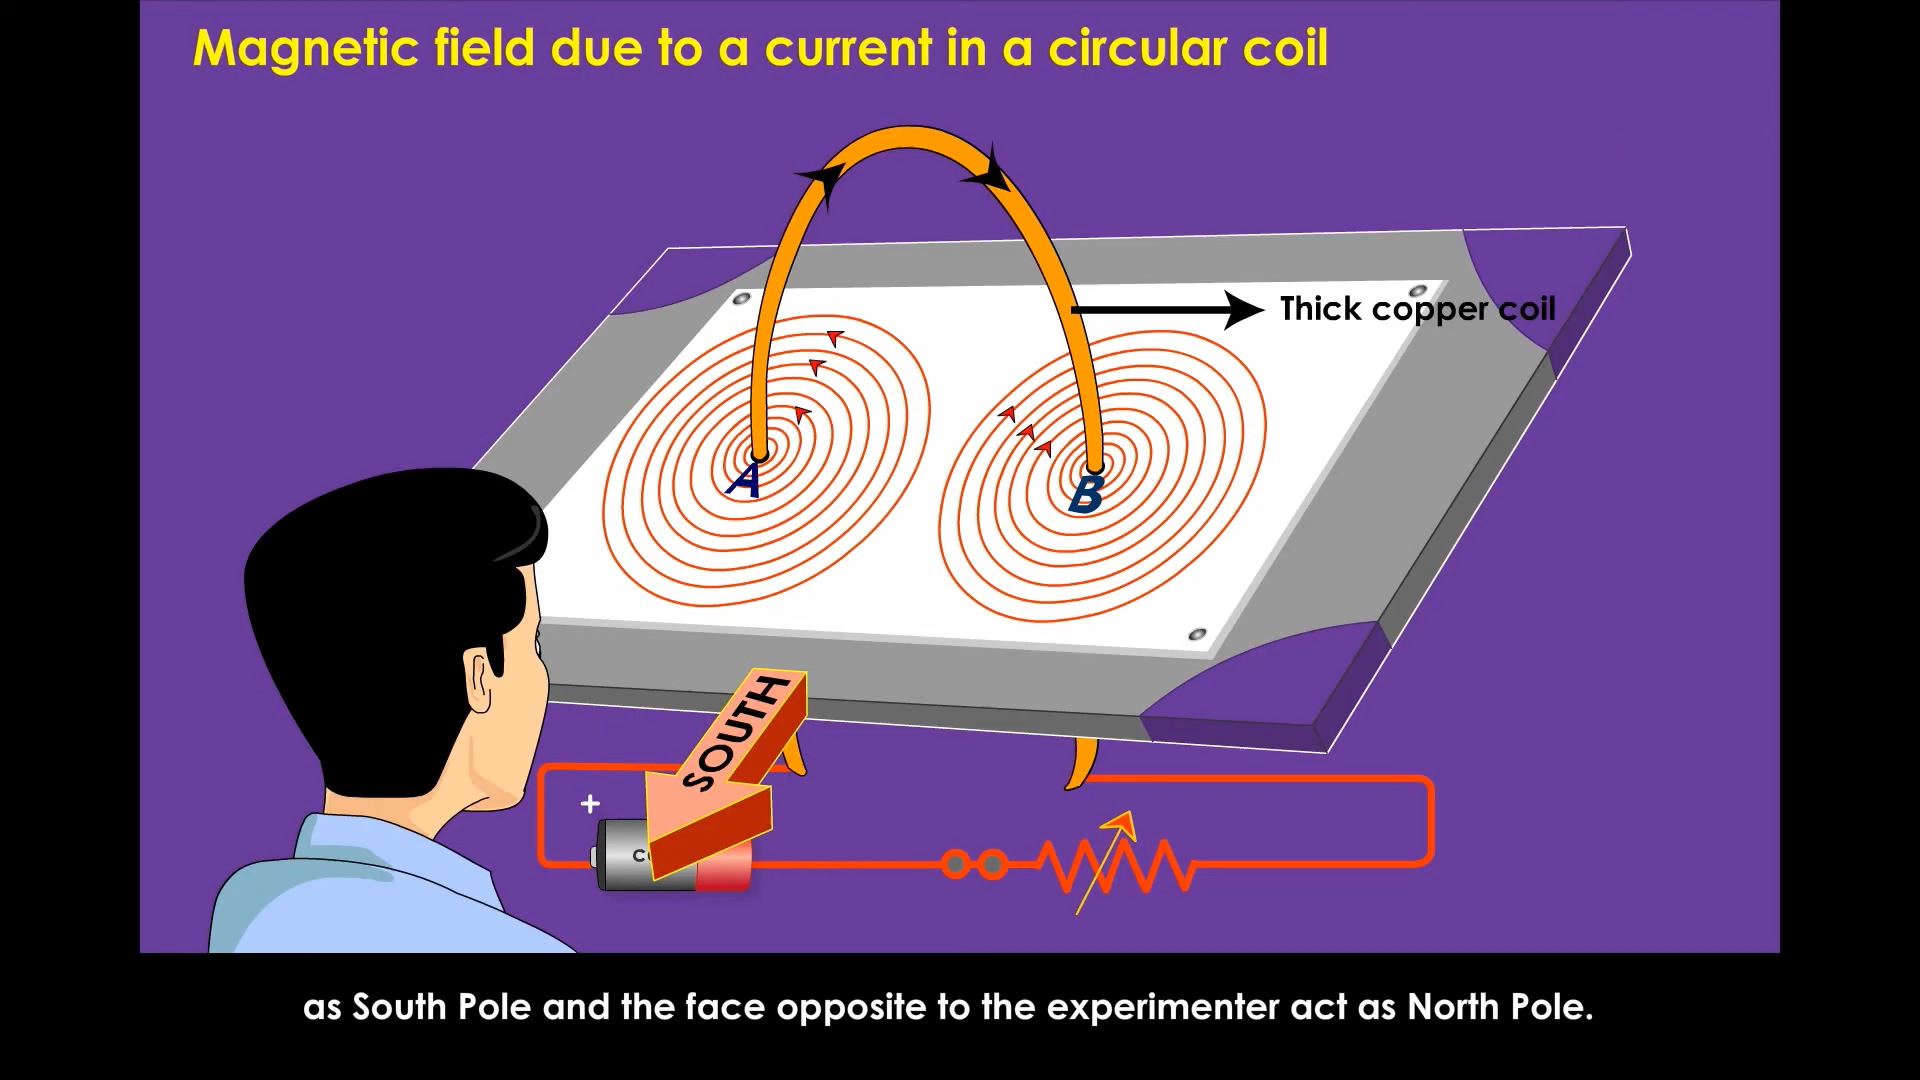 Magnetic field due to a current in a circular coil
Thick copper coil
A
B
SOUTH
+
as South Pole and the face opposite to the experimenter act as North Pole.